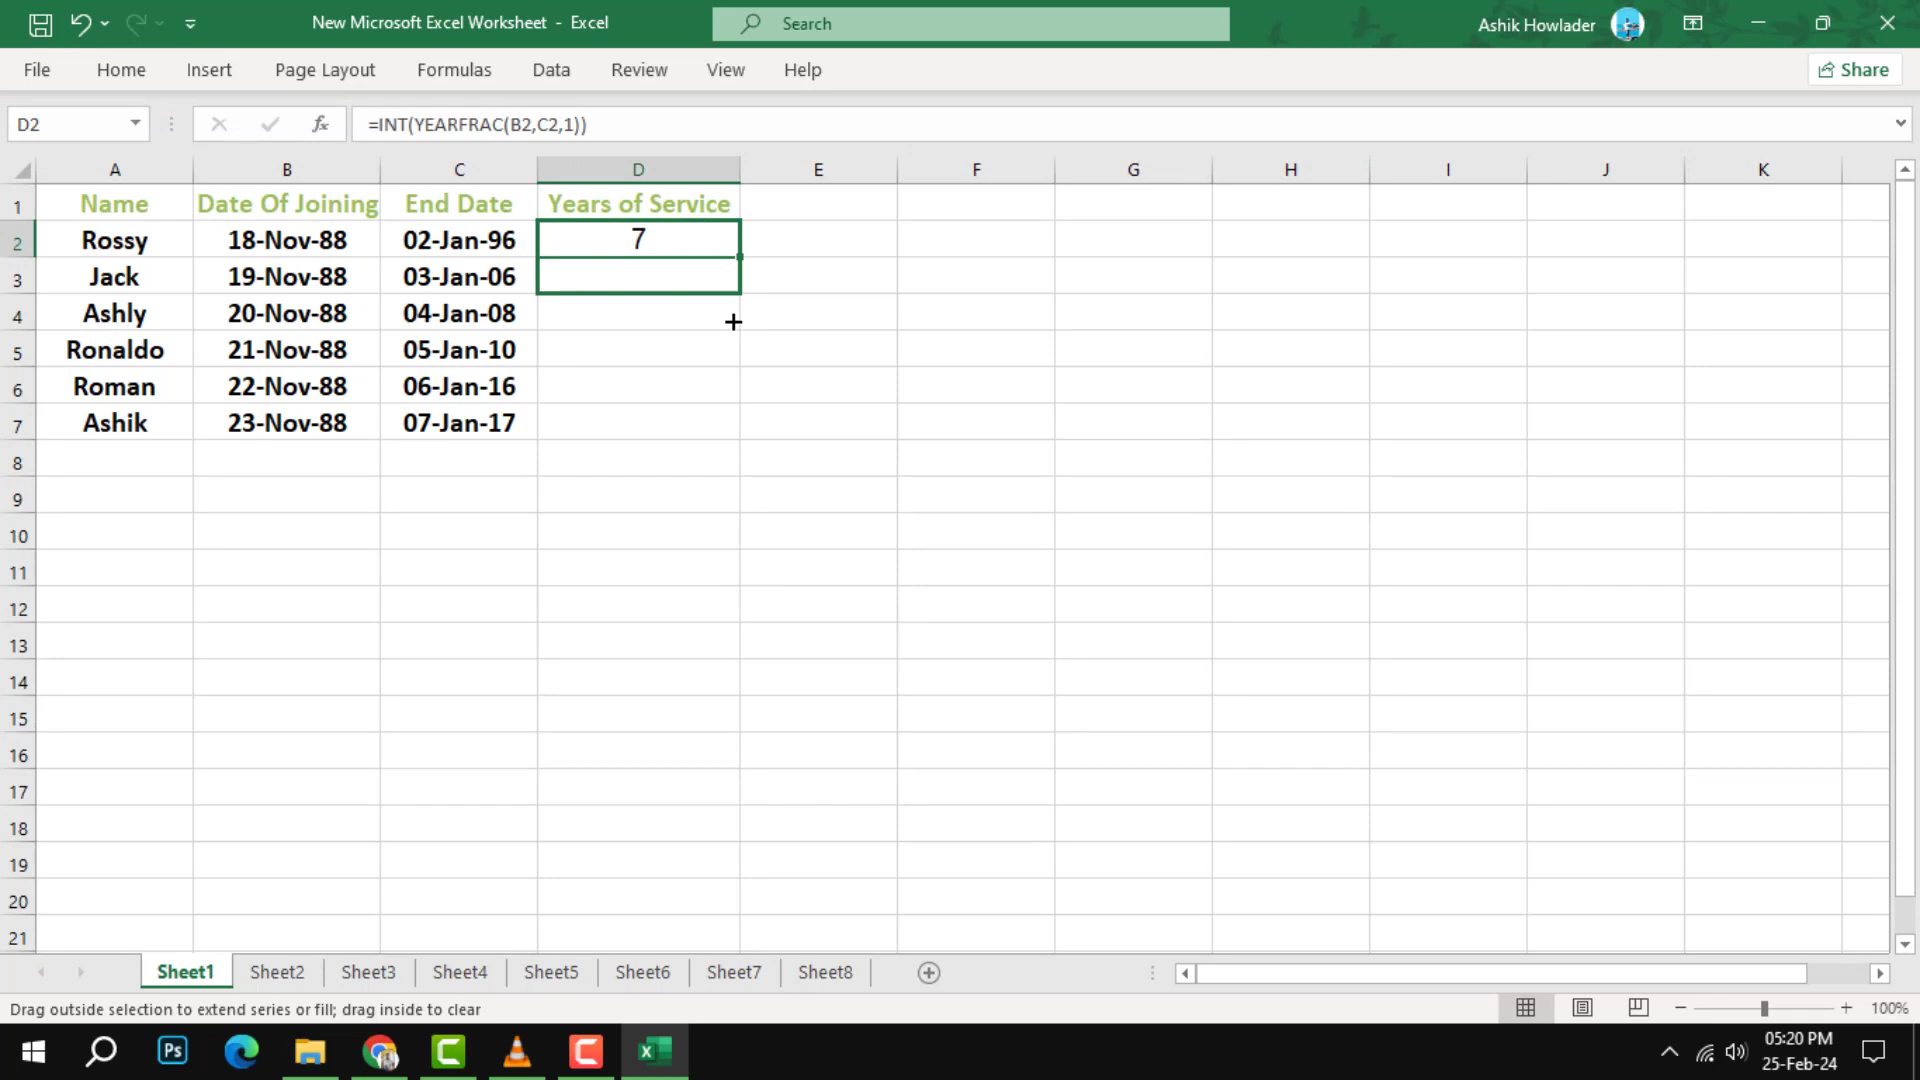 New Microsoft Excel Worksheet - Excel
Search
Ashik Howlader
File Home Insert Page Layout Formulas Data Review View Help
Share
D2
fx
=INT(YEARFRAC(B2,C2,1))
A B C D E F G H I J K
1 Name Date Of Joining End Date Years of Service
2 Rossy 18-Nov-88 02-Jan-96 7
3 Jack 19-Nov-88 03-Jan-06
4 Ashly 20-Nov-88 04-Jan-08
5 Ronaldo 21-Nov-88 05-Jan-10
6 Roman 22-Nov-88 06-Jan-16
7 Ashik 23-Nov-88 07-Jan-17
8
9
10
11
12
13
14
15
16
17
18
19
20
21
Sheet1 Sheet2 Sheet3 Sheet4 Sheet5 Sheet6 Sheet7 Sheet8
Drag outside selection to extend series or fill; drag inside to clear
100%
Ps
05:20 PM
25-Feb-24